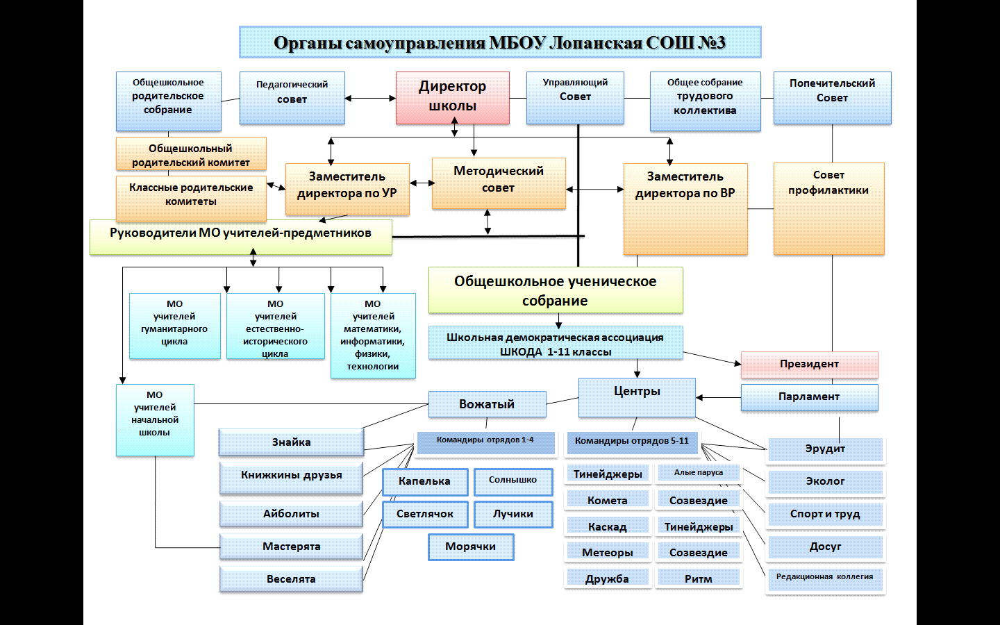 Органы самоуправления МБОУ Лопанская СОШ №3
Общешкольное
родительское
собрание
Педагогический
совет
Директор
школы
Управляющий
Совет
Общее собрание
трудового
коллектива
Попечительский
Совет
Общешкольный
родительский комитет
Классные родительские
комитеты
Заместитель
директора по УР
Методический
совет
Заместитель
директора по ВР
Совет
профилактики
Руководители МО учителей-предметников
Общешкольное ученическое
собрание
МО
учителей
гуманитарного
цикла
МО
учителей
естественно-
исторического
цикла
МО
учителей
математики,
информатики,
физики,
технологии
Школьная демократическая ассоциация
ШКОДА 1-11 классы
Президент
Парламент
Центры
Вожатый
МО
учителей
начальной
школы
Командиры отрядов 1-4
Командиры отрядов 5-11
Знайка
Книжкины друзья
Айболиты
Мастерята
Веселята
Капелька
Солнышко
Светлячок
Лучики
Морячки
Тинейджеры
Алые паруса
Комета
Созвездие
Каскад
Тинейджеры
Метеоры
Созвездие
Дружба
Ритм
Эрудит
Эколог
Спорт и труд
Досуг
Редакционная коллегия